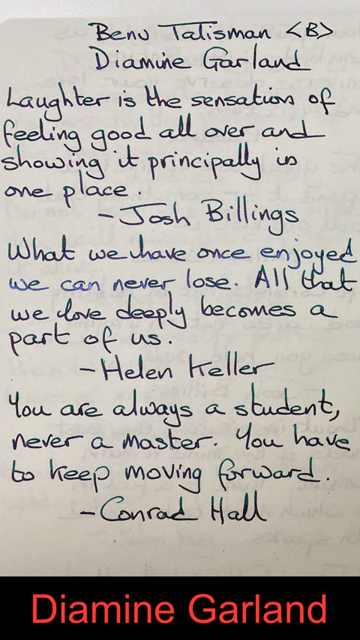 Benu Talisman <B>
Diamine Garland
Laughter is the sensation of
feeling good all over and
showing it principally in
one place.
- Josh Billings
What we have once enjoyed
we can never lose. All that
we love deeply becomes a
part of us.
- Helen Keller
You are always a student,
never a master. You have
to keep moving forward.
- Conrad Hall
Diamine Garland